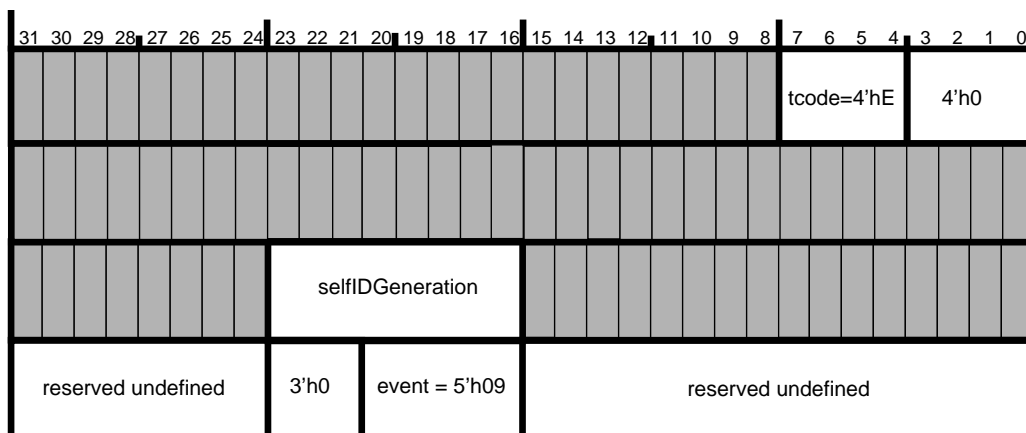 31 30 29 28 27 26 25 24 23 22 21 20 19 18 17 16 15 14 13 12 11 10 9 8 7 6 5 4 3 2 1 0
tcode=4’hE 4’h0
selfIDGeneration
reserved undefined 3’h0 event = 5’h09 reserved undefined